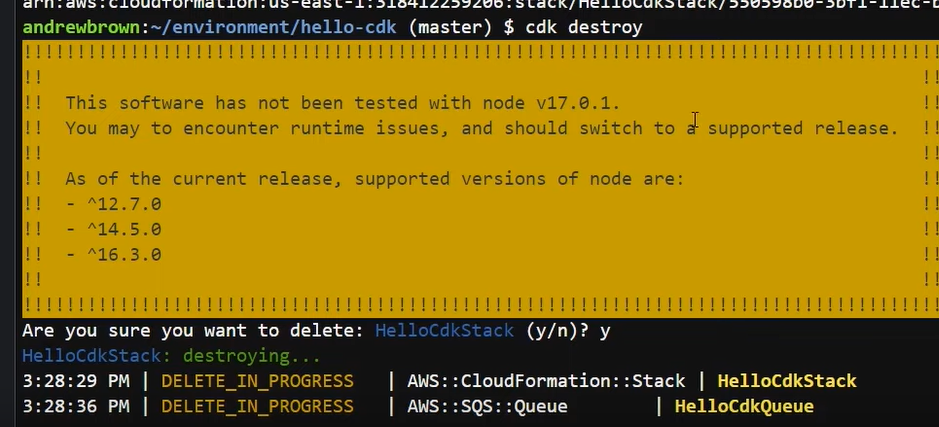 arn:aws:cloudformation:us-east-1:318412259206:stack/HelloCdkStack/550598b0-3bf1-11ec-b
andrewbrown:~/environment/hello-cdk (master) $ cdk destroy
!!!!!!!!!!!!!!!!!!!!!!!!!!!!!!!!!!!!!!!!!!!!!!!!!!!!!!!!!!!!!!!!!!!!!!!!!!!!!!!!!!!!!!
!! !!
!! This software has not been tested with node v17.0.1. !!
!! You may to encounter runtime issues, and should switch to a supported release. !!
!! !!
!! As of the current release, supported versions of node are: !!
!! - ^12.7.0 !!
!! - ^14.5.0 !!
!! - ^16.3.0 !!
!! !!
!!!!!!!!!!!!!!!!!!!!!!!!!!!!!!!!!!!!!!!!!!!!!!!!!!!!!!!!!!!!!!!!!!!!!!!!!!!!!!!!!!!!!!
Are you sure you want to delete: HelloCdkStack (y/n)? y
HelloCdkStack: destroying...
3:28:29 PM | DELETE_IN_PROGRESS | AWS::CloudFormation::Stack | HelloCdkStack
3:28:36 PM | DELETE_IN_PROGRESS | AWS::SQS::Queue | HelloCdkQueue